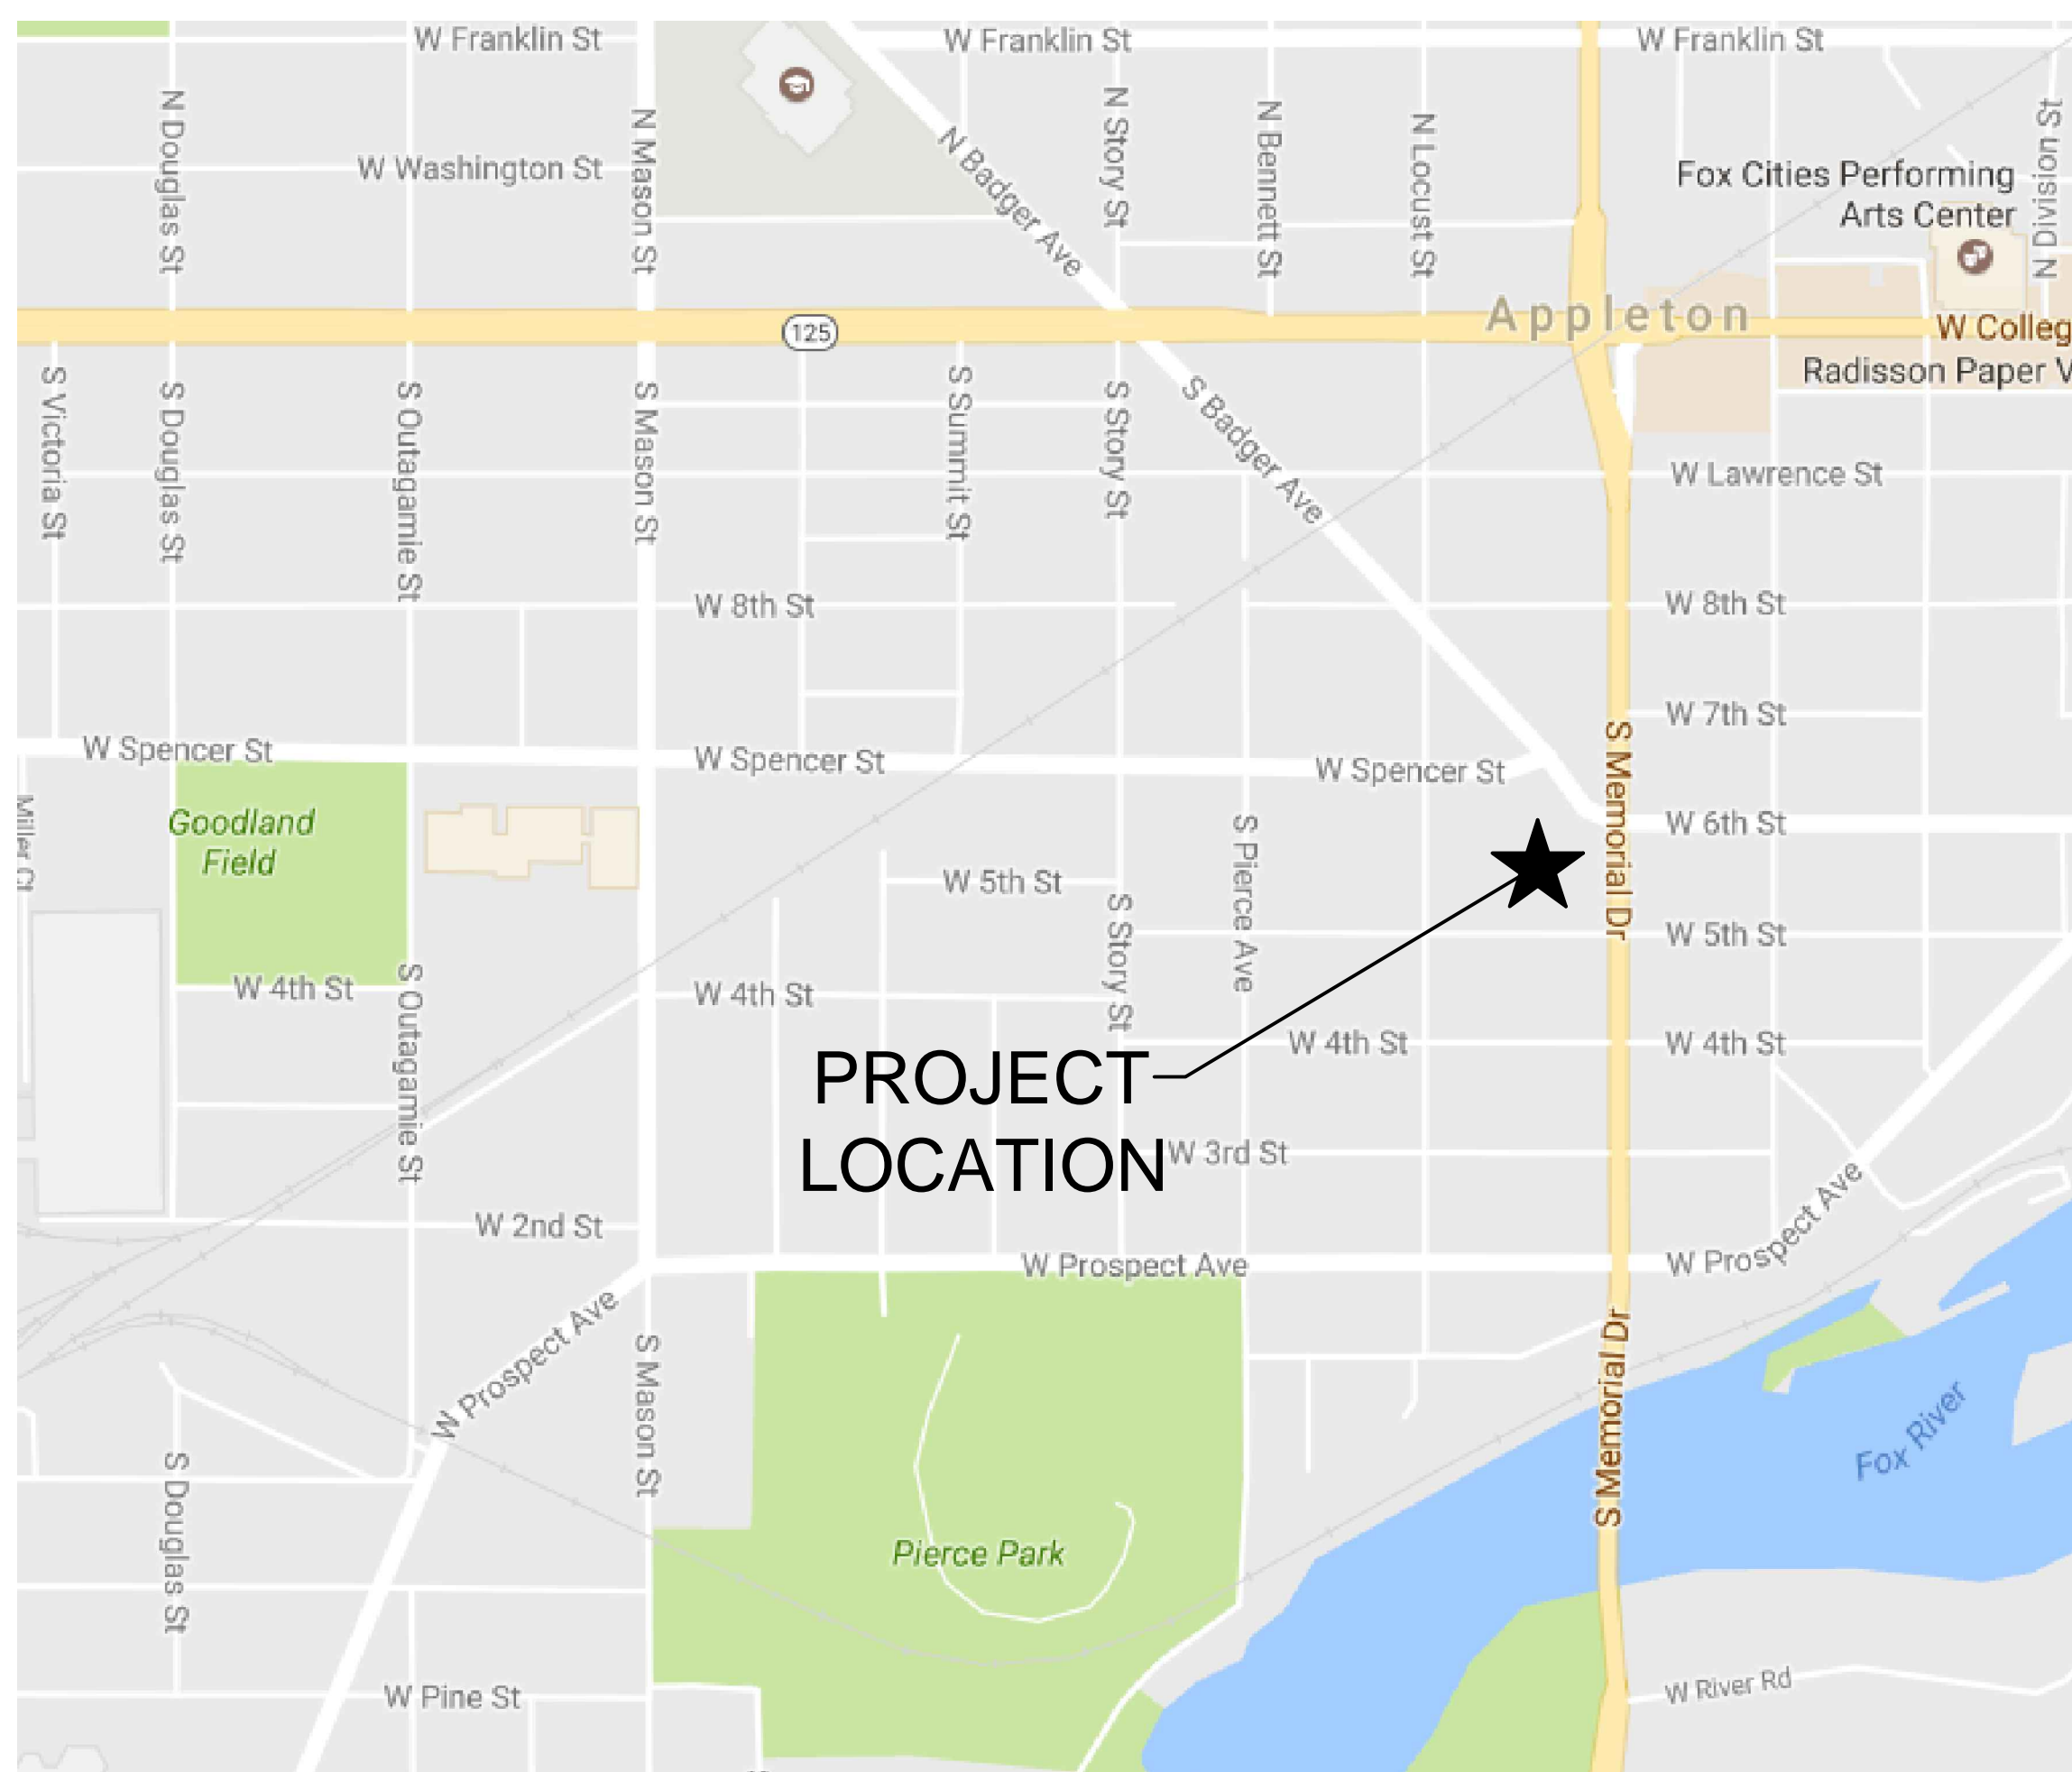 W Franklin St
W Franklin St
W Franklin St
N Douglas St
N Mason St
N Badger Ave
N Story St
N Bennett St
N Locust St
N Division St
W Washington St
Fox Cities Performing
Arts Center
Appleton
125
W Colleg
Radisson Paper V
S Victoria St
S Douglas St
S Outagamie St
S Mason St
S Summit St
S Story St
S Badger Ave
W Lawrence St
W 8th St
W 8th St
W 7th St
W Spencer St
W Spencer St
W Spencer St
S Memorial Dr
Miller Ct
Goodland
Field
S Pierce Ave
W 6th St
W 5th St
S Story St
W 5th St
W 4th St
S Outagamie St
W 4th St
W 4th St
W 4th St
PROJECT
LOCATION
W 3rd St
W 2nd St
W Prospect Ave
W Prospect Ave
W Prospect Ave
S Mason St
S Memorial Dr
Fox River
S Douglas St
Pierce Park
W Pine St
W River Rd